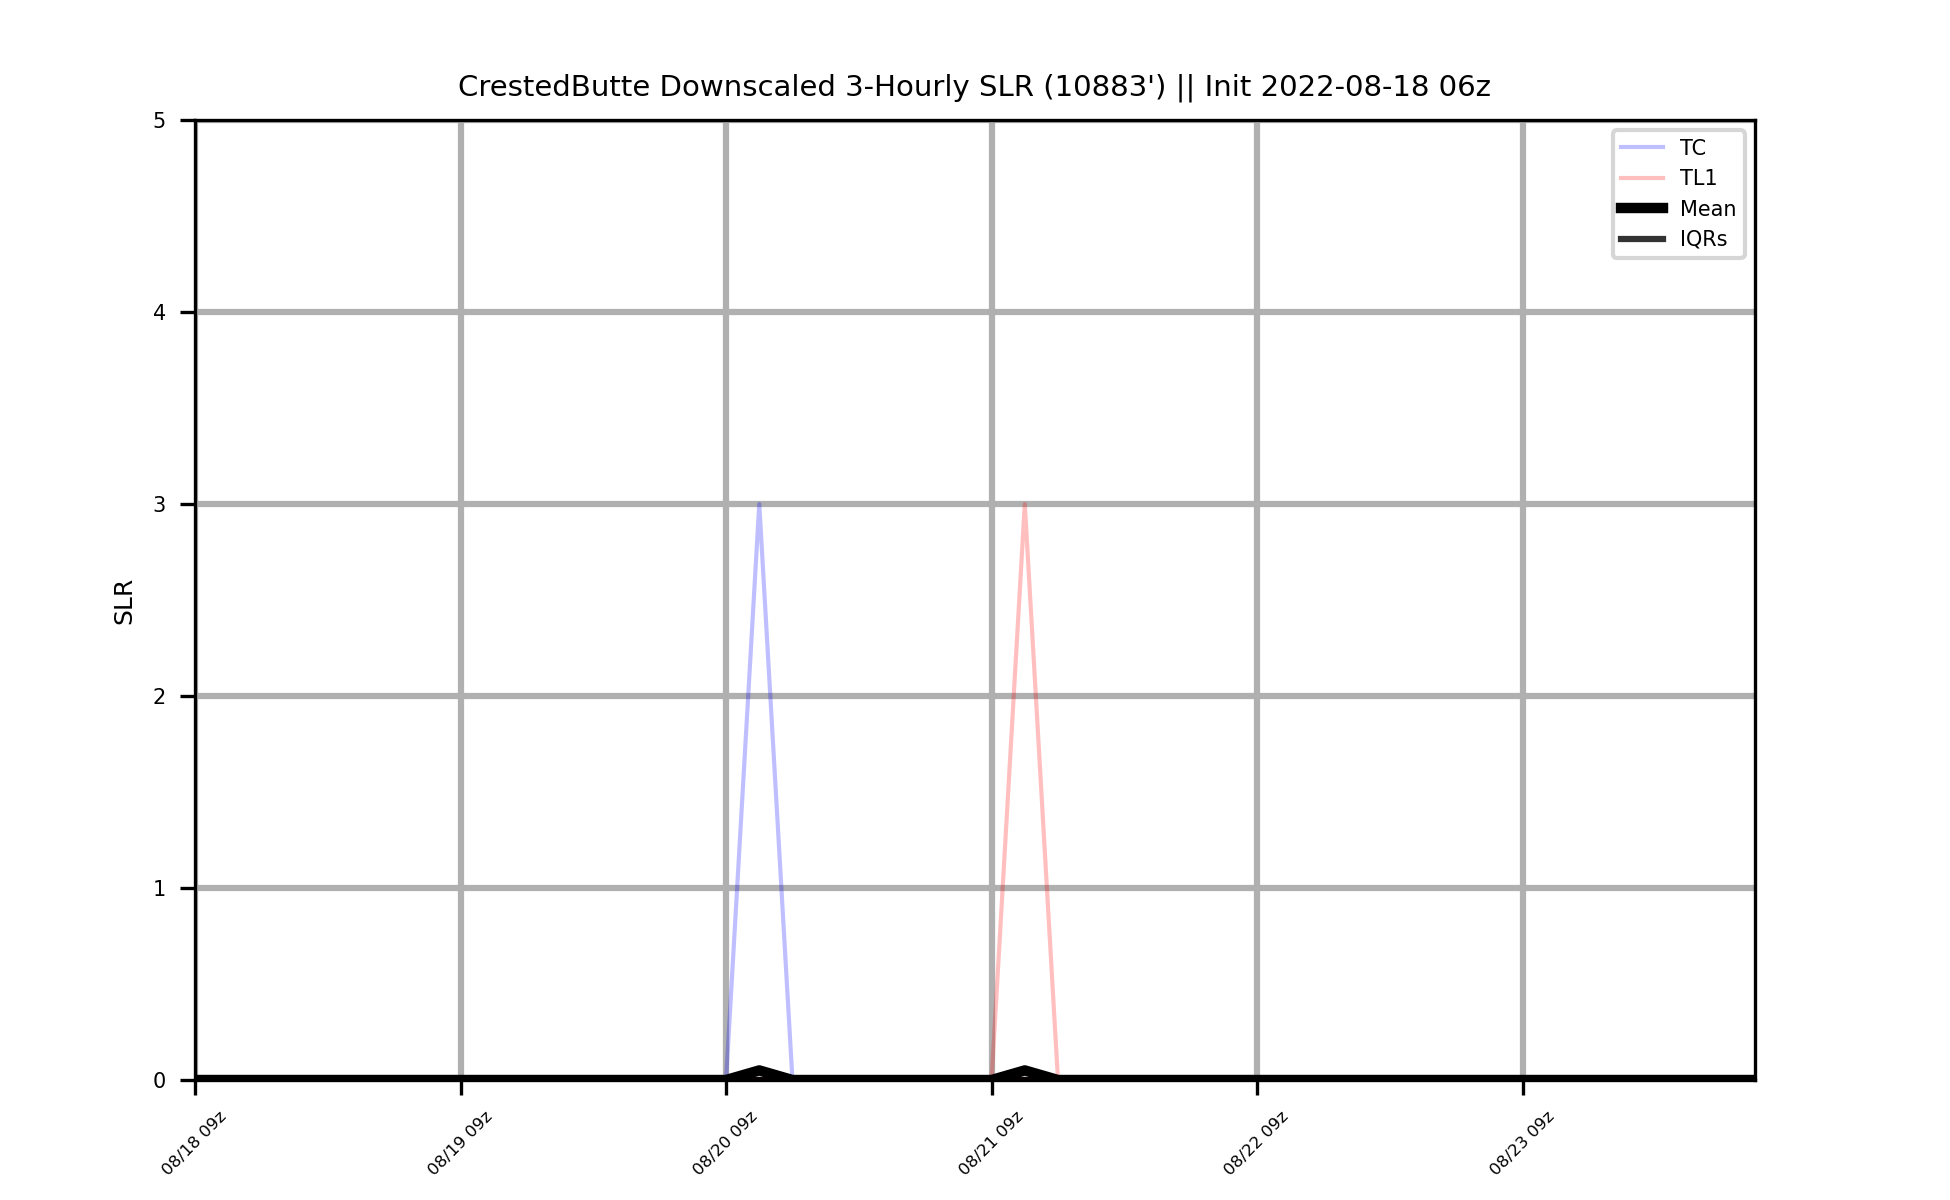 CrestedButte Downscaled 3-Hourly SLR (10883') || Init 2022-08-18 06z
5
4
3
2
1
0
SLR
TC
TL1
Mean
IQRs
08/18 09z
08/19 09z
08/20 09z
08/21 09z
08/22 09z
08/23 09z